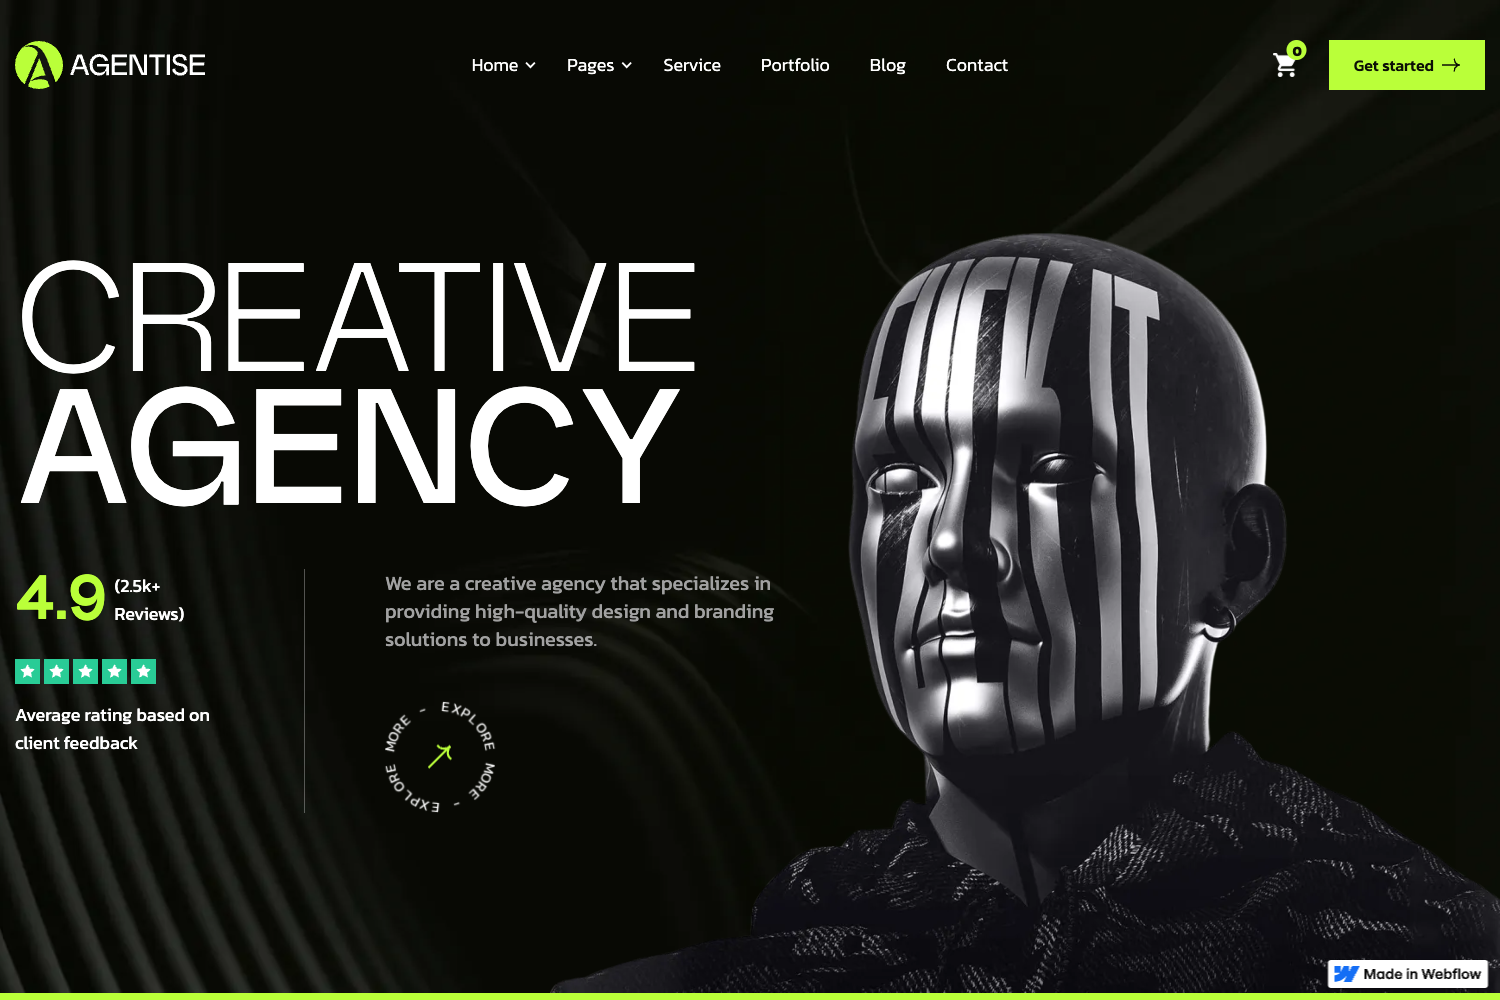 AGENTISE
Home
Pages
Service
Portfolio
Blog
Contact
0
Get started
CREATIVE
AGENCY
4.9
(2.5k+
Reviews)
Average rating based on
client feedback
We are a creative agency that specializes in
providing high-quality design and branding
solutions to businesses.
EXPLORE MORE - EXPLORE MORE -
IT
Made in Webflow